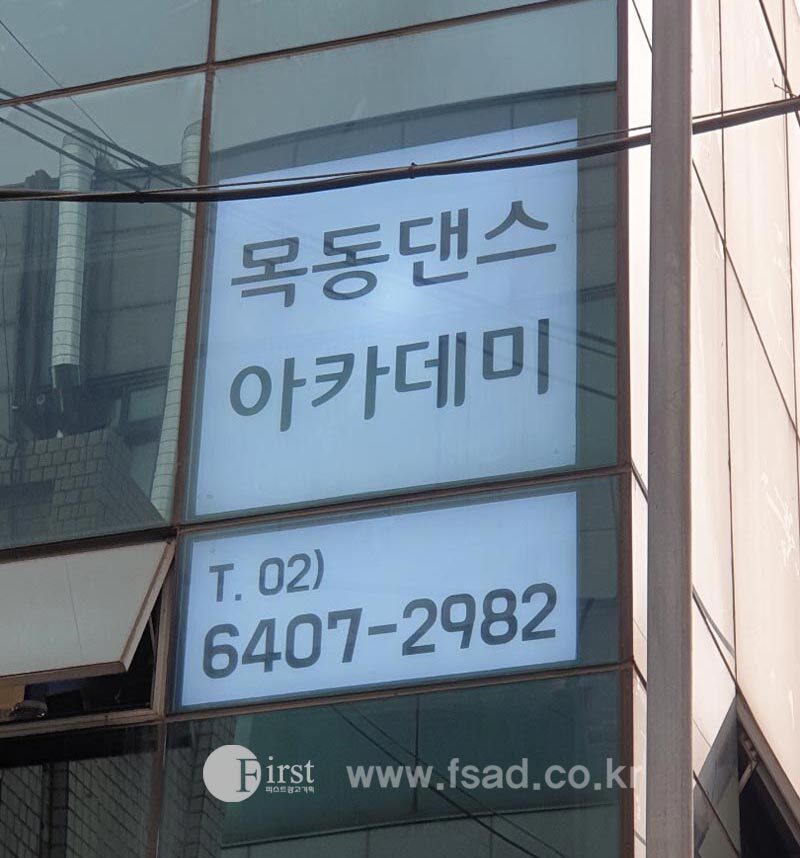 목동댄스
아카데미
T. 02)
6407-2982
First
퍼스트광고기획
www.fsad.co.kr